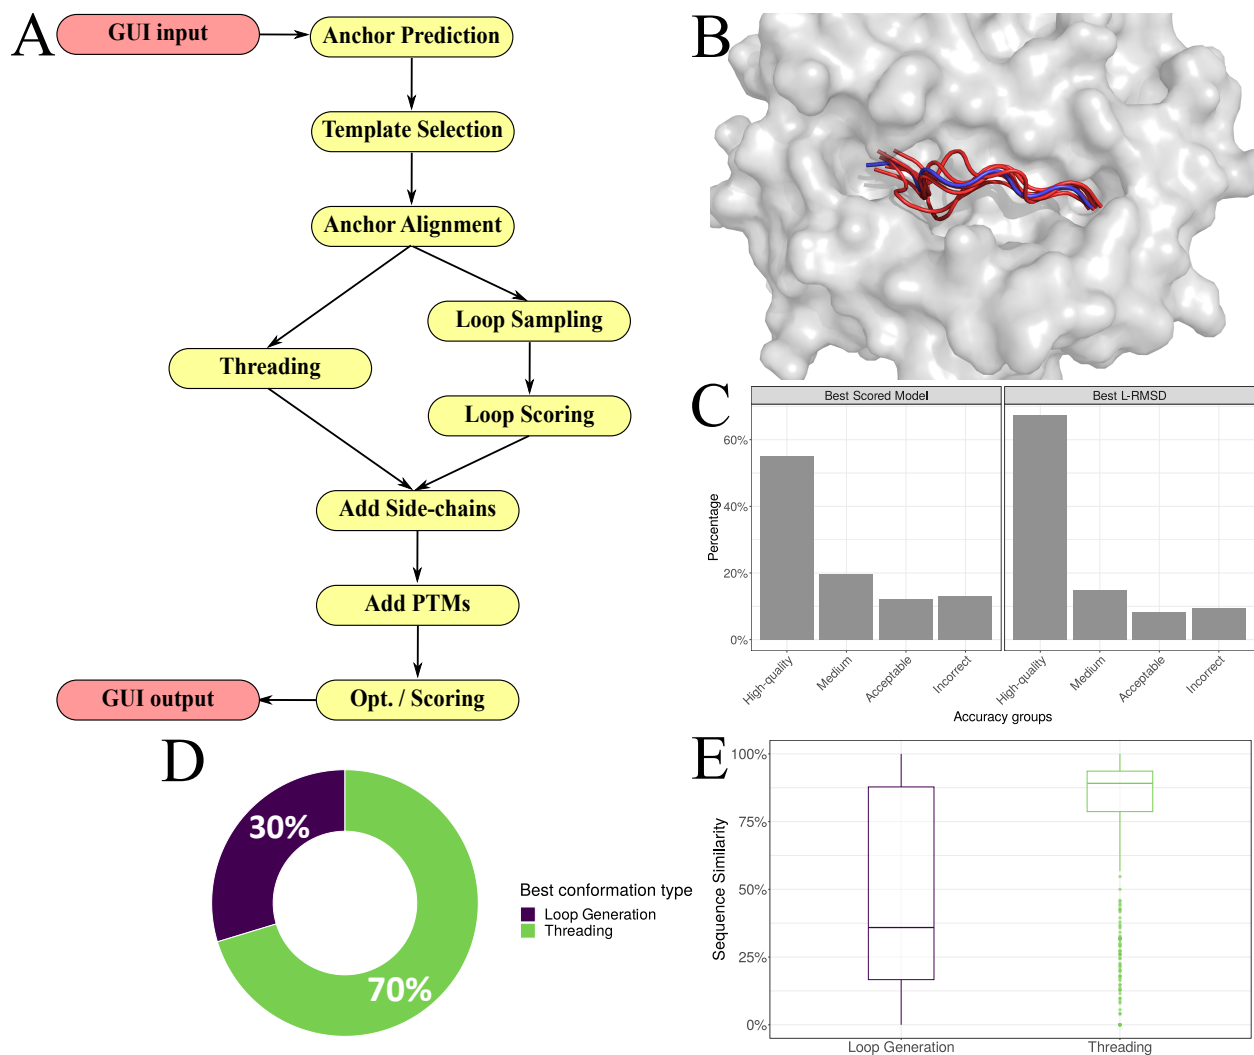 A
GUI input
Anchor Prediction
Template Selection
Anchor Alignment
Loop Sampling
Threading
Loop Scoring
Add Side-chains
Add PTMs
GUI output
Opt. / Scoring
B
C
Best Scored Model
Best L-RMSD
Percentage
60%
40%
20%
0%
High-quality
Medium
Acceptable
Incorrect
High-quality
Medium
Acceptable
Incorrect
Accuracy groups
D
30%
70%
Best conformation type
Loop Generation
Threading
E
Sequence Similarity
100%
75%
50%
25%
0%
Loop Generation
Threading